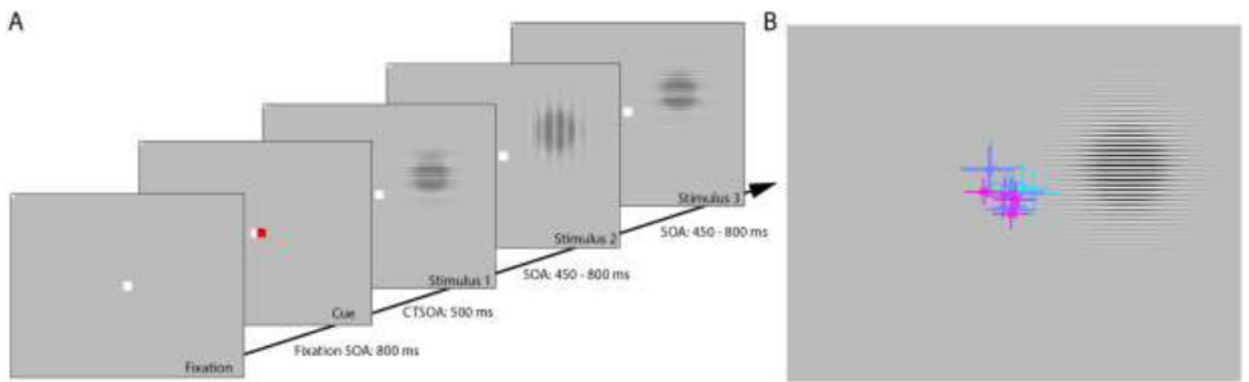 A
B
Stimulus 3
SOA: 450 - 800 ms
Stimulus 2
SOA: 450 - 800 ms
Stimulus 1
CTSOA: 500 ms
Cue
Fixation SOA: 800 ms
Fixation